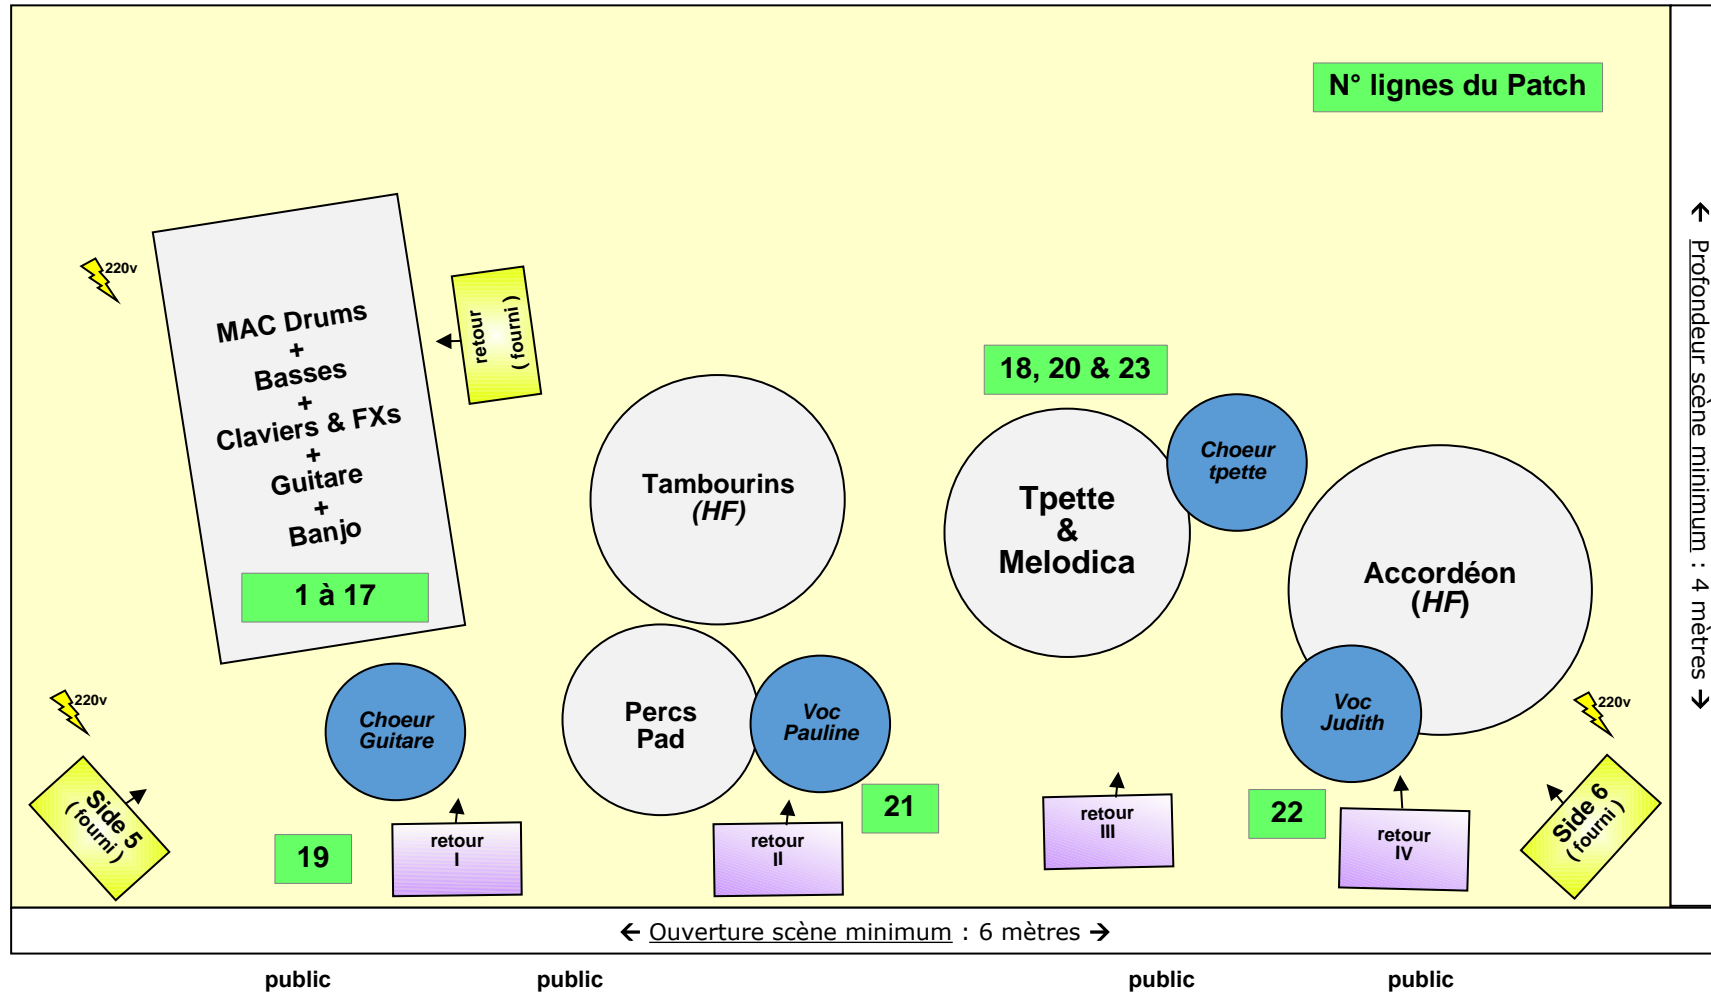 N° lignes du Patch
220v
MAC Drums
+
Basses
+
Claviers & FXs
+
Guitare
+
Banjo
1 à 17
retour
( fourni )
Tambourins
(HF)
18, 20 & 23
Tpette
&
Melodica
Choeur
tpette
Accordéon
(HF)
← Profondeur scène minimum : 4 mètres →
220v
Choeur
Guitare
Percs
Pad
Voc
Pauline
Voc
Judith
220v
Side 5
( fourni )
19
retour
I
retour
II
21
retour
III
22
retour
IV
Side 6
( fourni )
← Ouverture scène minimum : 6 mètres →
public public public public